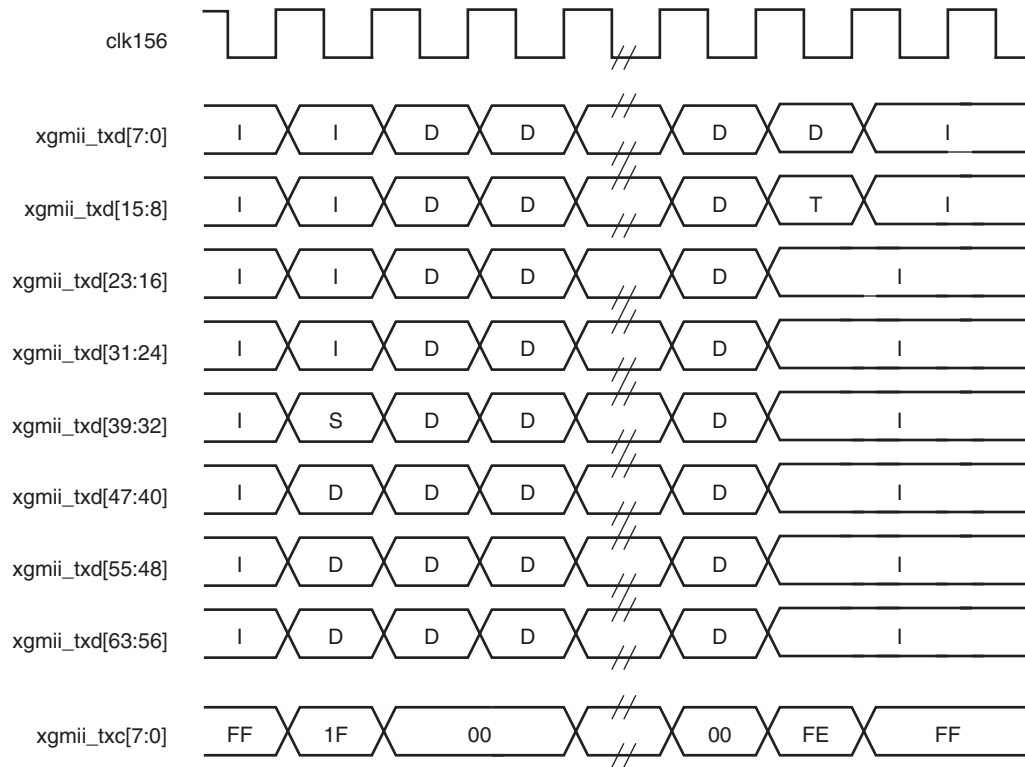 clk156
xgmii_txd[7:0] I I D D D D I
xgmii_txd[15:8] I I D D D T I
xgmii_txd[23:16] I I D D D I
xgmii_txd[31:24] I I D D D I
xgmii_txd[39:32] I S D D D I
xgmii_txd[47:40] I D D D D I
xgmii_txd[55:48] I D D D D I
xgmii_txd[63:56] I D D D D I
xgmii_txc[7:0] FF 1F 00 00 FE FF